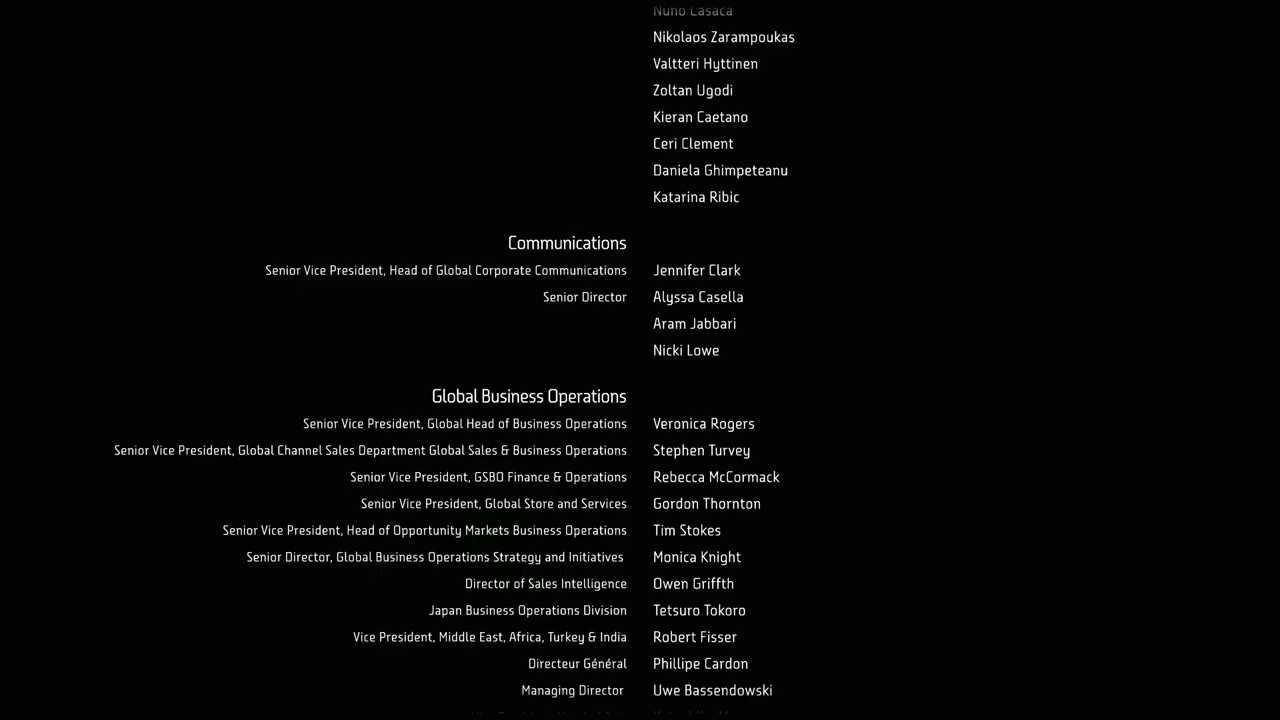 Nuno Casaca
Nikolaos Zarampoukas
Valtteri Hyttinen
Zoltan Ugodi
Kieran Caetano
Ceri Clement
Daniela Ghimpeteanu
Katarina Ribic
Communications
Senior Vice President, Head of Global Corporate Communications Jennifer Clark
Senior Director Alyssa Casella
Aram Jabbari
Nicki Lowe
Global Business Operations
Senior Vice President, Global Head of Business Operations Veronica Rogers
Senior Vice President, Global Channel Sales Department Global Sales & Business Operations Stephen Turvey
Senior Vice President, GSBO Finance & Operations Rebecca McCormack
Senior Vice President, Global Store and Services Gordon Thornton
Senior Vice President, Head of Opportunity Markets Business Operations Tim Stokes
Senior Director, Global Business Operations Strategy and Initiatives Monica Knight
Director of Sales Intelligence Owen Griffth
Japan Business Operations Division Tetsuro Tokoro
Vice President, Middle East, Africa, Turkey & India Robert Fisser
Directeur Général Phillipe Cardon
Managing Director Uwe Bassendowski